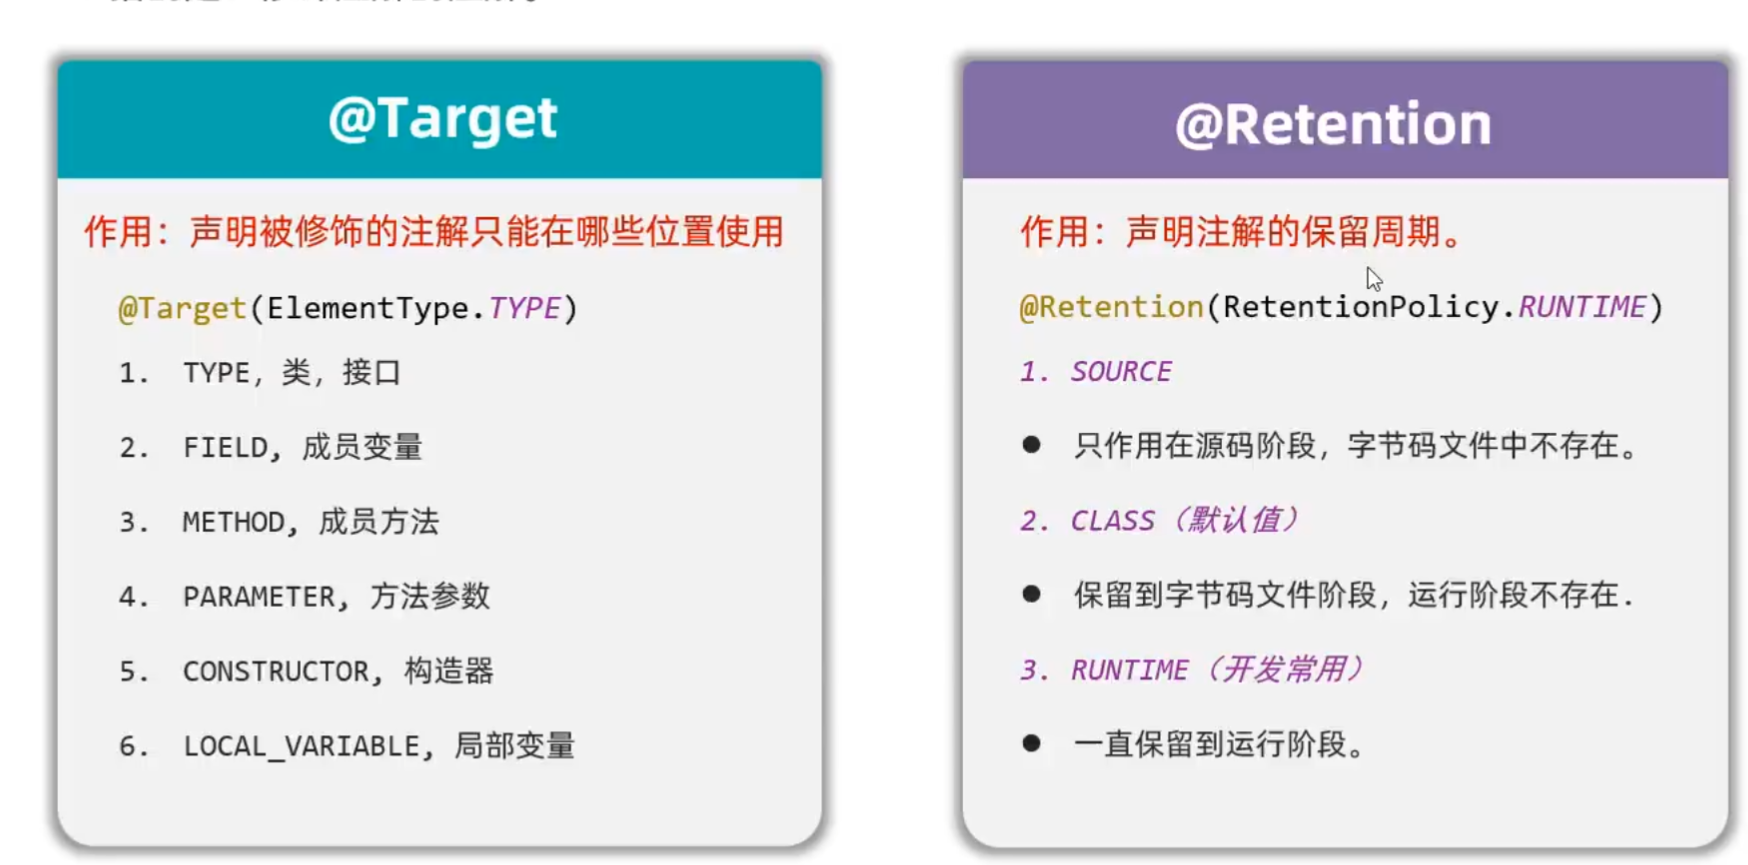 @Target
作用：声明被修饰的注解只能在哪些位置使用
@Target(ElementType.TYPE)
1. TYPE，类，接口
2. FIELD, 成员变量
3. METHOD, 成员方法
4. PARAMETER, 方法参数
5. CONSTRUCTOR, 构造器
6. LOCAL_VARIABLE, 局部变量
@Retention
作用：声明注解的保留周期。
@Retention(RetentionPolicy.RUNTIME)
1. SOURCE
● 只作用在源码阶段，字节码文件中不存在。
2. CLASS（默认值）
● 保留到字节码文件阶段，运行阶段不存在.
3. RUNTIME（开发常用）
● 一直保留到运行阶段。